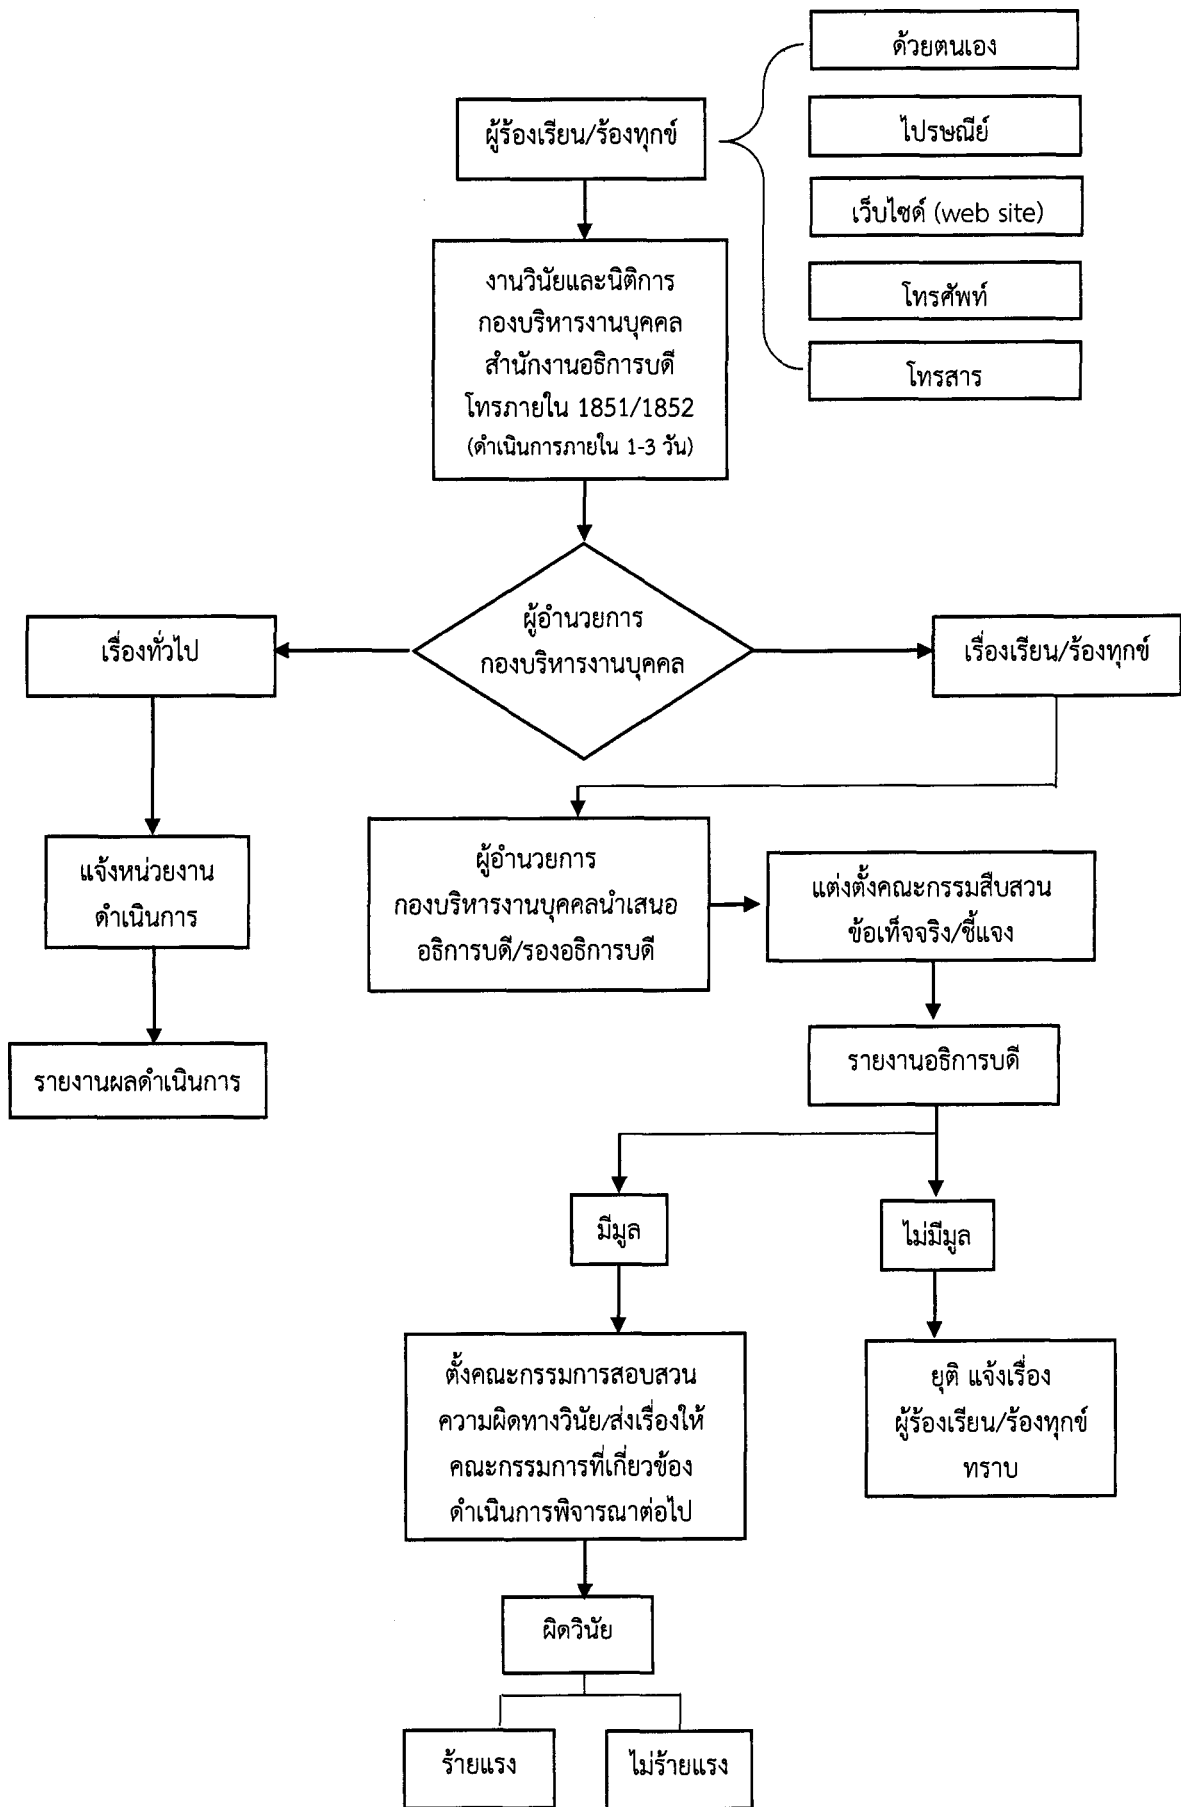 ด้วยตนเอง
ผู้ร้องเรียน/ร้องทุกข์
ไปรษณีย์
เว็บไซด์ (web site)
โทรศัพท์
โทรสาร
งานวินัยและนิติการ
กองบริหารงานบุคคล
สำนักงานอธิการบดี
โทรภายใน 1851/1852
(ดำเนินการภายใน 1-3 วัน)
ผู้อำนวยการ
กองบริหารงานบุคคล
เรื่องทั่วไป
เรื่องเรียน/ร้องทุกข์
แจ้งหน่วยงาน
ดำเนินการ
รายงานผลดำเนินการ
ผู้อำนวยการ
กองบริหารงานบุคคลนำเสนอ
อธิการบดี/รองอธิการบดี
แต่งตั้งคณะกรรมสืบสวน
ข้อเท็จจริง/ชี้แจง
รายงานอธิการบดี
มีมูล
ไม่มีมูล
ตั้งคณะกรรมการสอบสวน
ความผิดทางวินัย/ส่งเรื่องให้
คณะกรรมการที่เกี่ยวข้อง
ดำเนินการพิจารณาต่อไป
ยุติ แจ้งเรื่อง
ผู้ร้องเรียน/ร้องทุกข์
ทราบ
ผิดวินัย
ร้ายแรง
ไม่ร้ายแรง